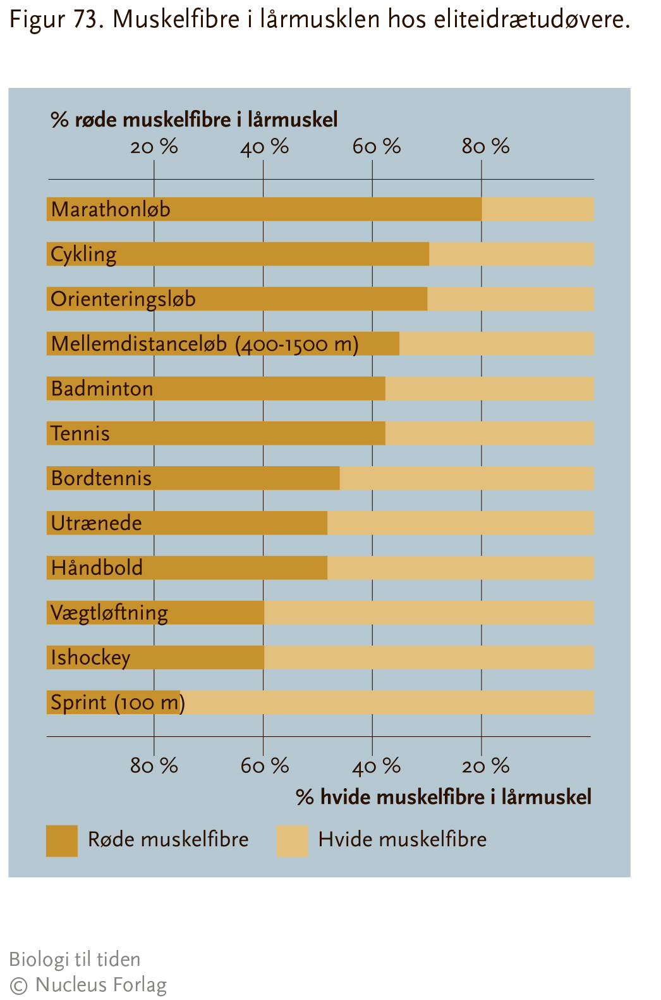 Figur 73. Muskelfibre i lårmusklen hos eliteidrætudøvere.
% røde muskelfibre i lårmuskel
20 % 40 % 60 % 80 %
Marathonløb
Cykling
Orienteringsløb
Mellemdistanceløb (400-1500 m)
Badminton
Tennis
Bordtennis
Utrænede
Håndbold
Vægtløftning
Ishockey
Sprint (100 m)
80 % 60 % 40 % 20 %
% hvide muskelfibre i lårmuskel
Røde muskelfibre Hvide muskelfibre
Biologi til tiden
© Nucleus Forlag